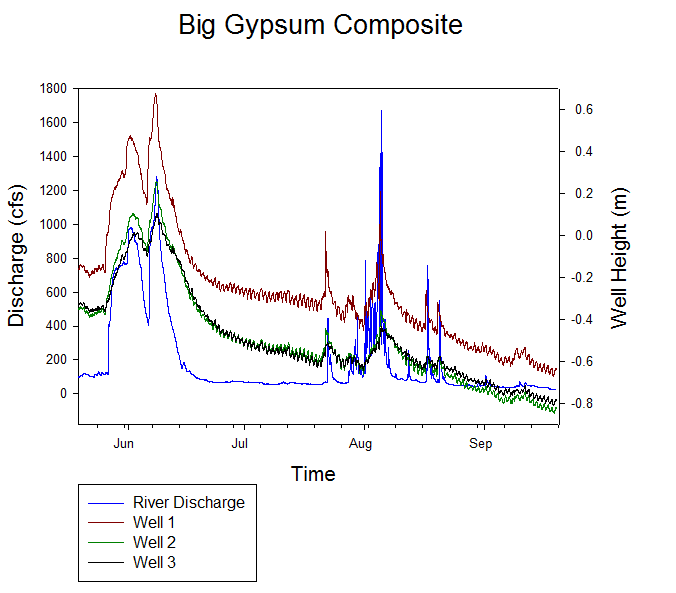 Big Gypsum Composite
1800
1600
1400
1200
1000
800
600
400
200
0
Discharge (cfs)
0.6
0.4
0.2
0.0
-0.2
-0.4
-0.6
-0.8
Well Height (m)
Jun Jul Aug Sep
Time
River Discharge
Well 1
Well 2
Well 3